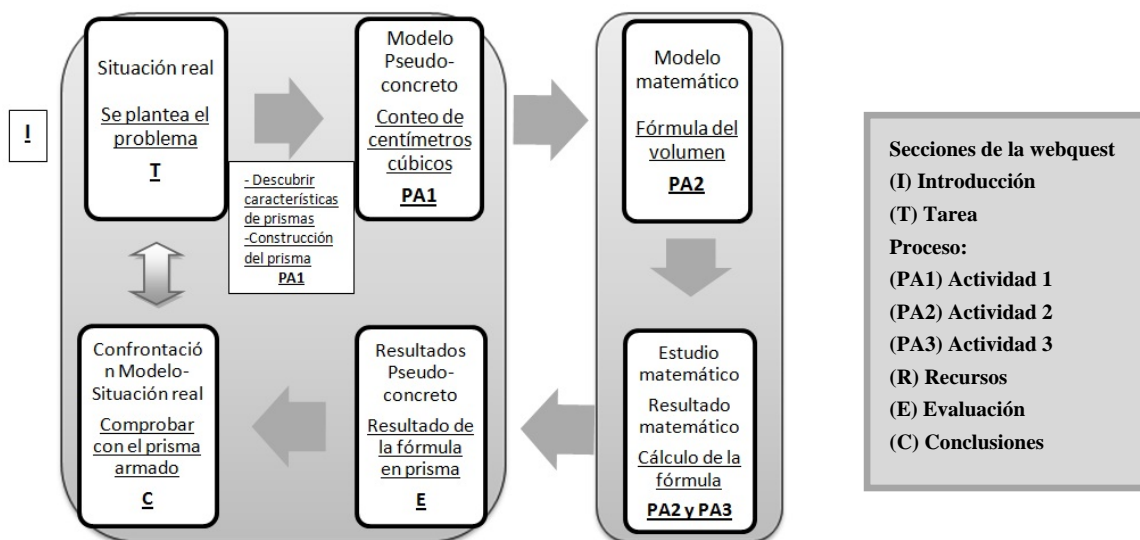 I
Situación real
Se plantea el
problema
T
- Descubrir
características
de prismas
-Construcción
del prisma
PA1
Modelo
Pseudo-
concreto
Conteo de
centímetros
cúbicos
PA1
Modelo
matemático
Fórmula del
volumen
PA2
Estudio
matemático
Resultado
matemático
Cálculo de la
fórmula
PA2 y PA3
Resultados
Pseudo-
concreto
Resultado de
la fórmula
en prisma
E
Confrontació
n Modelo-
Situación real
Comprobar
con el prisma
armado
C
Secciones de la webquest
(I) Introducción
(T) Tarea
Proceso:
(PA1) Actividad 1
(PA2) Actividad 2
(PA3) Actividad 3
(R) Recursos
(E) Evaluación
(C) Conclusiones